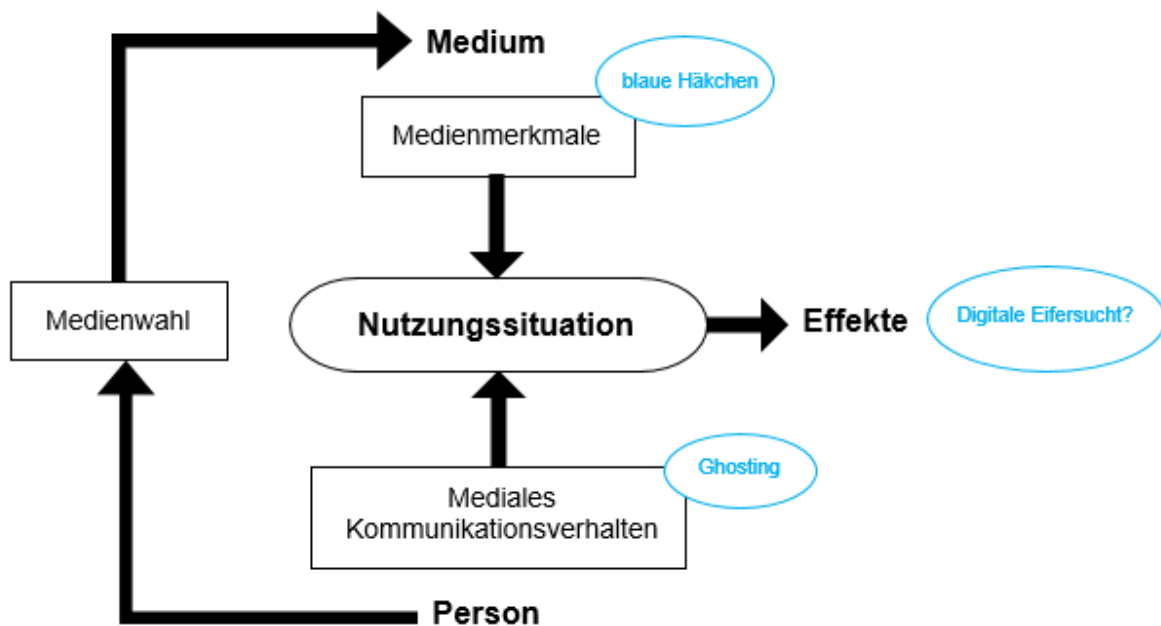 Medium
blaue Häkchen
Medienmerkmale
Medienwahl
Nutzungssituation
Effekte
Digitale Eifersucht?
Ghosting
Mediales
Kommunikationsverhalten
Person